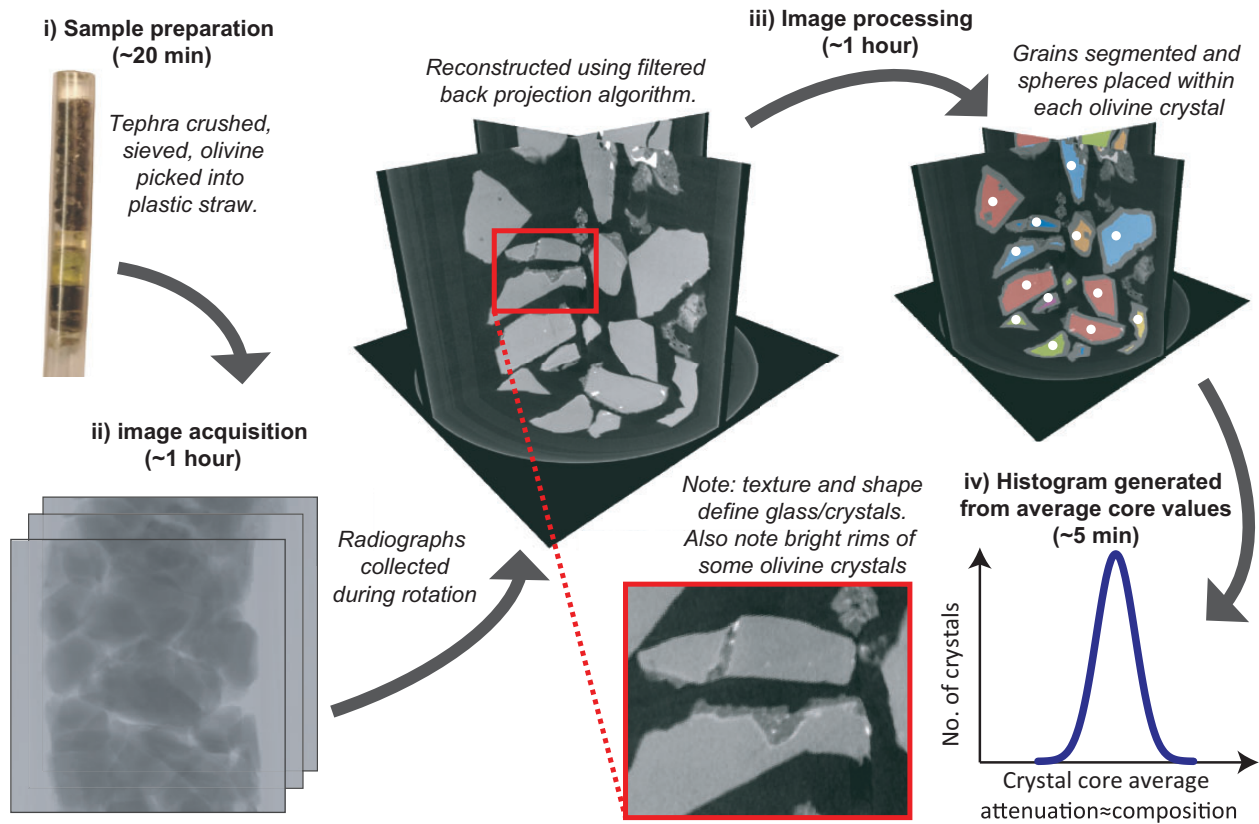 i) Sample preparation
(~20 min)
Tephra crushed,
sieved, olivine
picked into
plastic straw.
ii) image acquisition
(~1 hour)
Radiographs
collected
during rotation
Reconstructed using filtered
back projection algorithm.
iii) Image processing
(~1 hour)
Grains segmented and
spheres placed within
each olivine crystal
Note: texture and shape
define glass/crystals.
Also note bright rims of
some olivine crystals
iv) Histogram generated
from average core values
(~5 min)
No. of crystals
Crystal core average
attenuation≈composition